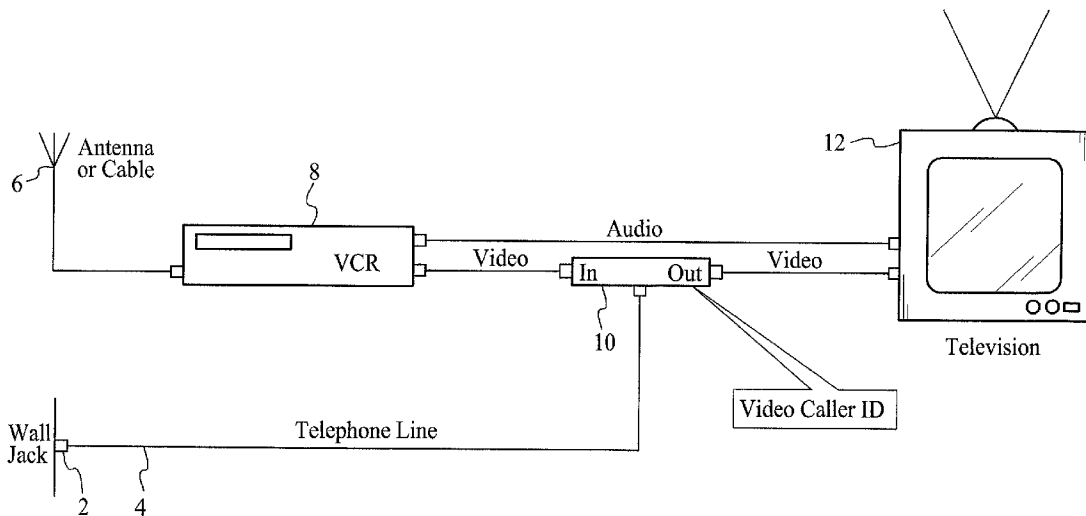 12
Antenna
or Cable
6
8
Audio
VCR
Video
In
Out
Video
10
Television
Video Caller ID
Wall
Jack
Telephone Line
2
4